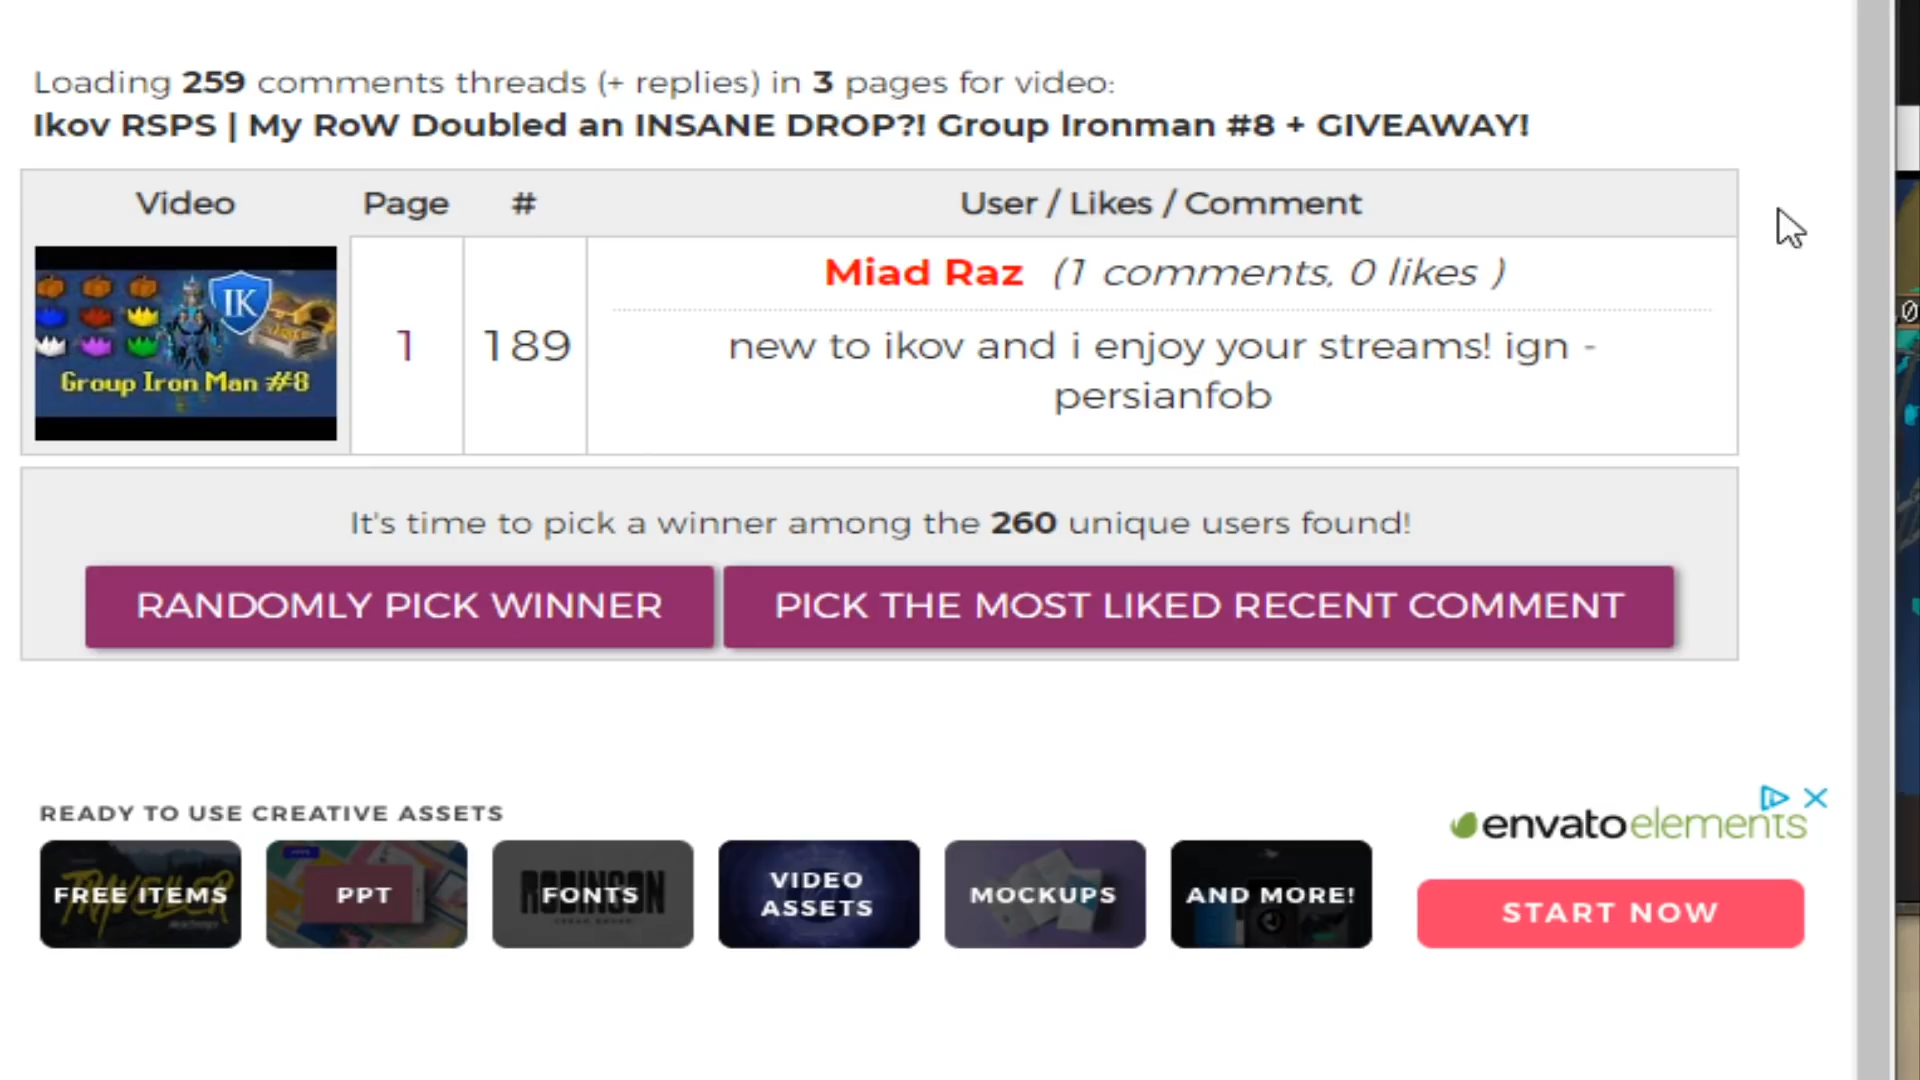 Loading 259 comments threads (+ replies) in 3 pages for video:
Ikov RSPS | My RoW Doubled an INSANE DROP?! Group Ironman #8 + GIVEAWAY!
Video Page # User / Likes / Comment
IK
Group Iron Man #8
1
189
Miad Raz (1 comments, 0 likes )
new to ikov and i enjoy your streams! ign -
persianfob
It's time to pick a winner among the 260 unique users found!
RANDOMLY PICK WINNER
PICK THE MOST LIKED RECENT COMMENT
READY TO USE CREATIVE ASSETS
envatoelements
TRAVELER
FREE ITEMS
PPT
ROBINSON
FONTS
VIDEO
ASSETS
MOCKUPS
AND MORE!
START NOW